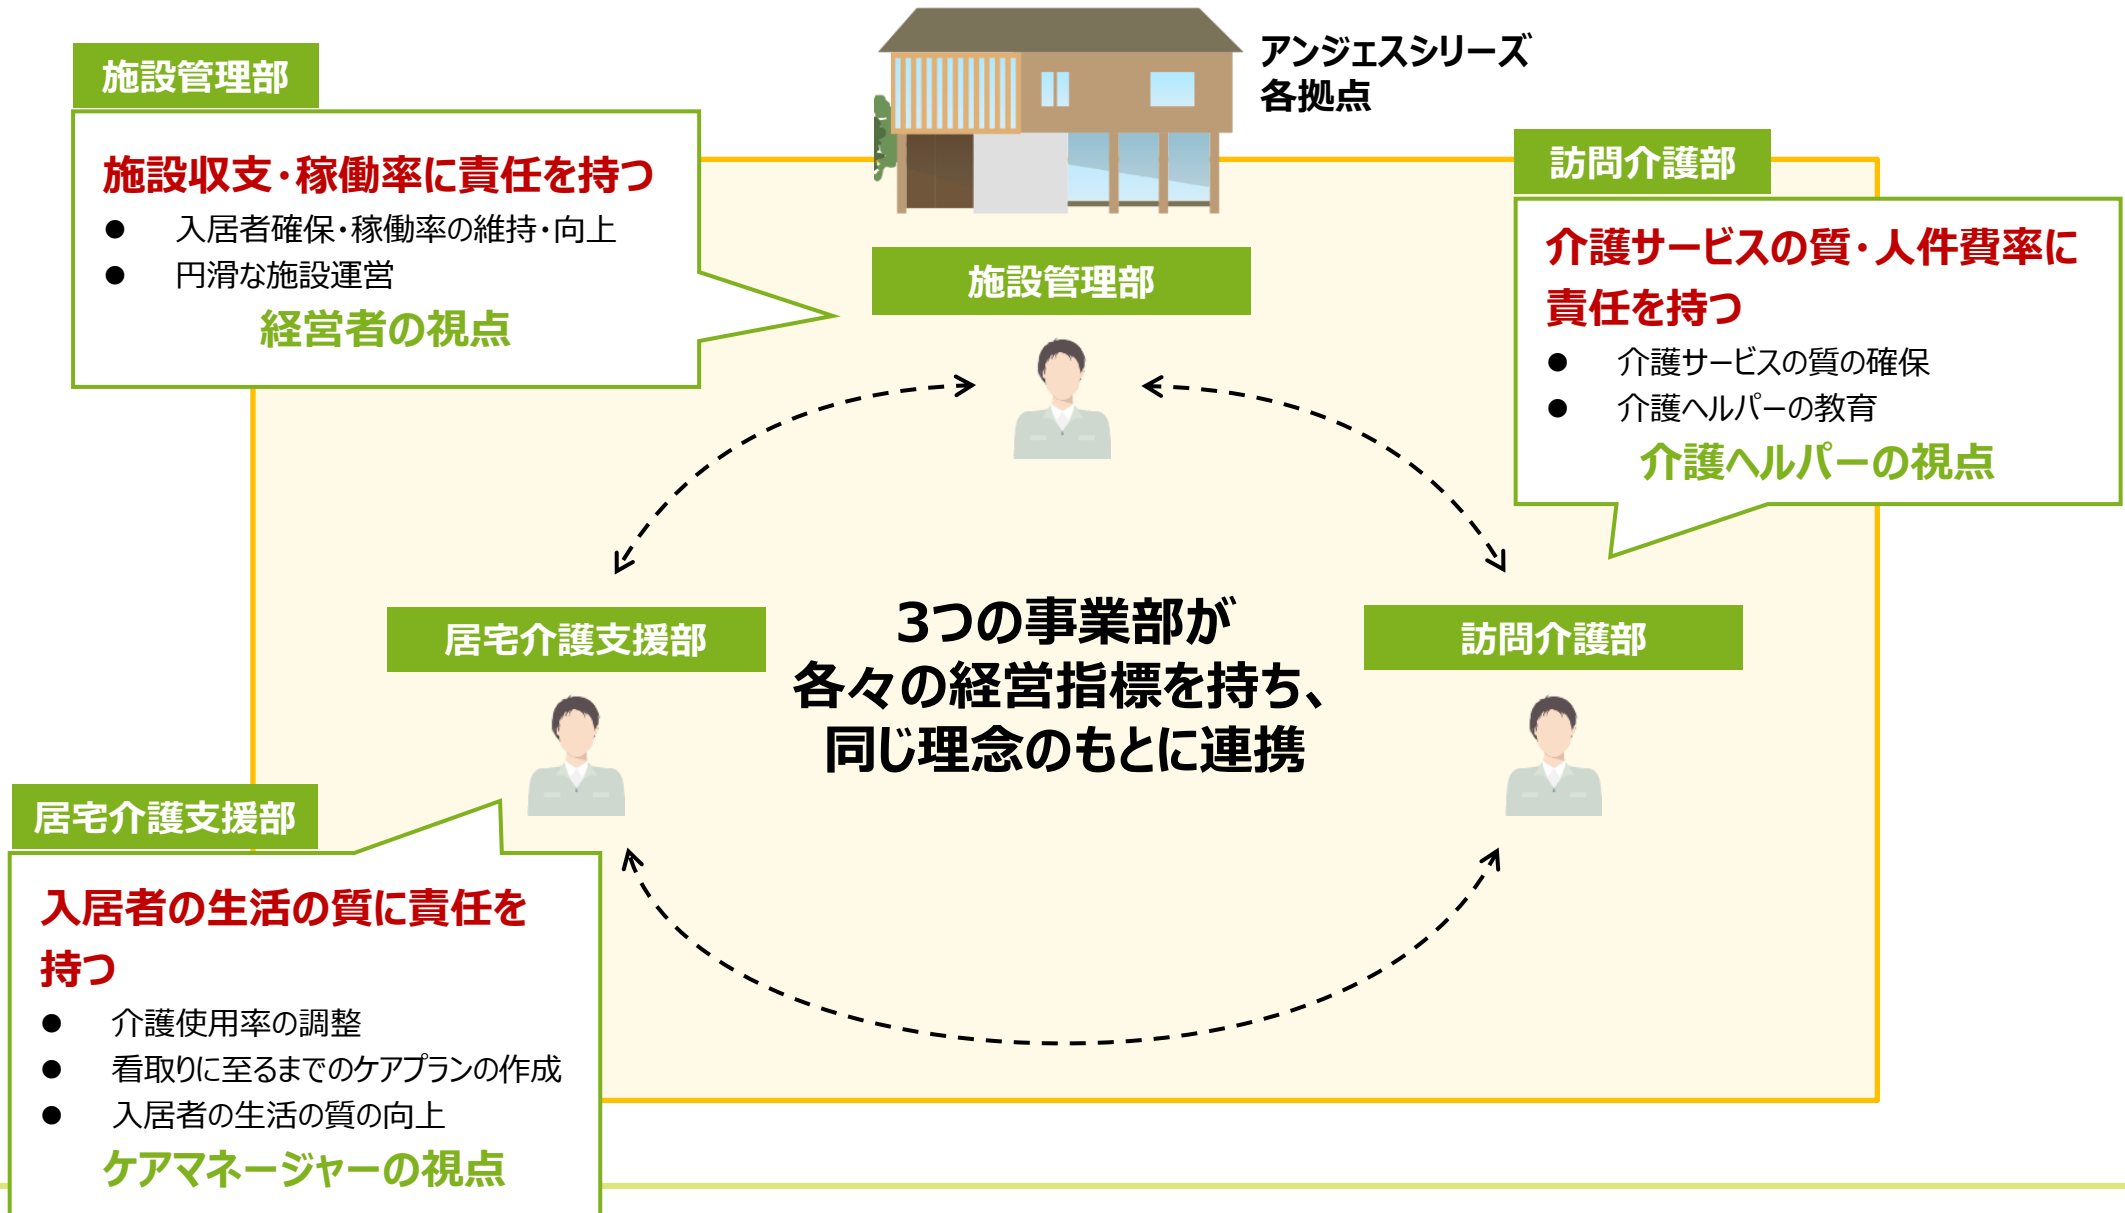 アンジェスシリーズ
各拠点
施設管理部
施設収支・稼働率に責任を持つ
● 入居者確保・稼働率の維持・向上
● 円滑な施設運営
経営者の視点
訪問介護部
介護サービスの質・人件費率に
責任を持つ
● 介護サービスの質の確保
● 介護ヘルパーの教育
介護ヘルパーの視点
施設管理部
居宅介護支援部
3つの事業部が
各々の経営指標を持ち、
同じ理念のもとに連携
訪問介護部
居宅介護支援部
入居者の生活の質に責任を
持つ
● 介護使用率の調整
● 看取りに至るまでのケアプランの作成
● 入居者の生活の質の向上
ケアマネージャーの視点